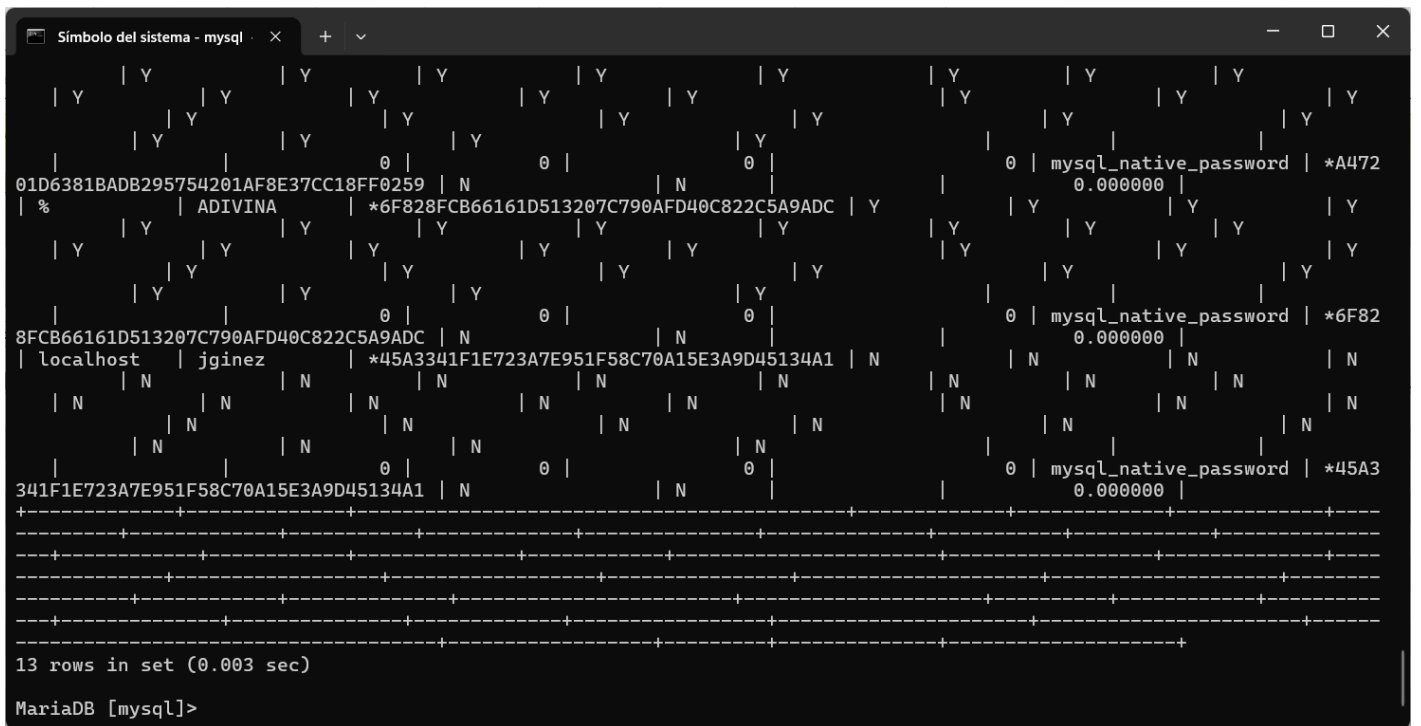 Símbolo del sistema - mysql
| Y | Y | Y | Y | Y | Y | Y | Y
| Y | Y | Y | Y | Y | Y | Y | Y
| Y | Y | Y | Y | Y | Y
| Y | Y | Y | Y | | |
| | 0 | 0 | 0 | 0 | mysql_native_password | *A472
01D6381BADB295754201AF8E37CC18FF0259 | N | N | | 0.000000 |
| % | ADIVINA | *6F828FCB66161D513207C790AFD40C822C5A9ADC | Y | Y | Y | Y
| Y | Y | Y | Y | Y | Y | Y | Y
| Y | Y | Y | Y | Y | Y | Y | Y
| Y | Y | Y | Y | Y | Y
| Y | Y | Y | Y | | |
| | 0 | 0 | 0 | 0 | mysql_native_password | *6F82
8FCB66161D513207C790AFD40C822C5A9ADC | N | N | | 0.000000 |
| localhost | jginez | *45A3341F1E723A7E951F58C70A15E3A9D45134A1 | N | N | N | N
| N | N | N | N | N | N | N | N
| N | N | N | N | N | N | N | N
| N | N | N | N | N | N
| N | N | N | N | | |
| | 0 | 0 | 0 | 0 | mysql_native_password | *45A3
341F1E723A7E951F58C70A15E3A9D45134A1 | N | N | | 0.000000 |
13 rows in set (0.003 sec)
MariaDB [mysql]>